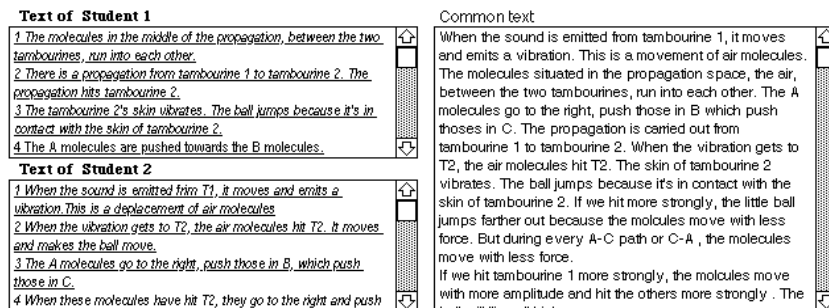 Text of Student 1
1 The molecules in the middle of the propagation, between the two
tambourines, run into each other.
2 There is a propagation from tambourine 1 to tambourine 2. The
propagation hits tambourine 2.
3 The tambourine 2's skin vibrates. The ball jumps because it's in
contact with the skin of tambourine 2.
4 The A molecules are pushed towards the B molecules.
Text of Student 2
1 When the sound is emitted frim T1, it moves and emits a
vibration.This is a deplacement of air molecules
2 When the vibration gets to T2, the air molecules hit T2. It moves
and makes the ball move.
3 The A molecules go to the right, push those in B, which push
those in C.
4 When these molecules have hit T2, they go to the right and push
Common text
When the sound is emitted from tambourine 1, it moves
and emits a vibration. This is a movement of air molecules.
The molecules situated in the propagation space, the air,
between the two tambourines, run into each other. The A
molecules go to the right, push those in B which push
thoses in C. The propagation is carried out from
tambourine 1 to tambourine 2. When the vibration gets to
T2, the air molecules hit T2. The skin of tambourine 2
vibrates. The ball jumps because it's in contact with the
skin of tambourine 2. If we hit more strongly, the little ball
jumps farther out because the molcules move with less
force. But during every A-C path or C-A , the molecules
move with less force.
If we hit tambourine 1 more strongly, the molcules move
with more amplitude and hit the others more strongly . The